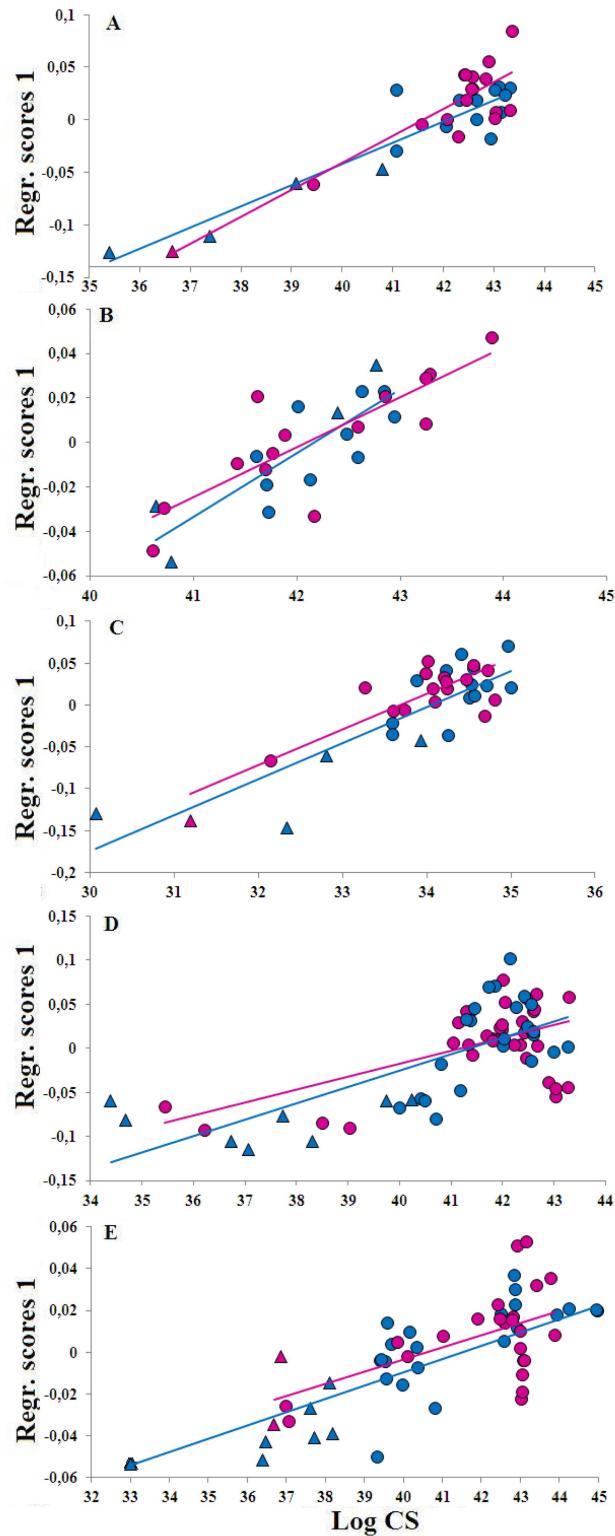 A
Regr. scores 1
0,1
0,05
0
-0,05
-0,1
-0,15
35 36 37 38 39 40 41 42 43 44 45
B
Regr. scores 1
0,06
0,04
0,02
0
-0,02
-0,04
-0,06
40 41 42 43 44 45
C
Regr. scores 1
0,1
0,05
0
-0,05
-0,1
-0,15
-0,2
30 31 32 33 34 35 36
D
Regr. scores 1
0,15
0,1
0,05
0
-0,05
-0,1
-0,15
34 35 36 37 38 39 40 41 42 43 44
E
Regr. scores 1
0,06
0,04
0,02
0
-0,02
-0,04
-0,06
32 33 34 35 36 37 38 39 40 41 42 43 44 45
Log CS